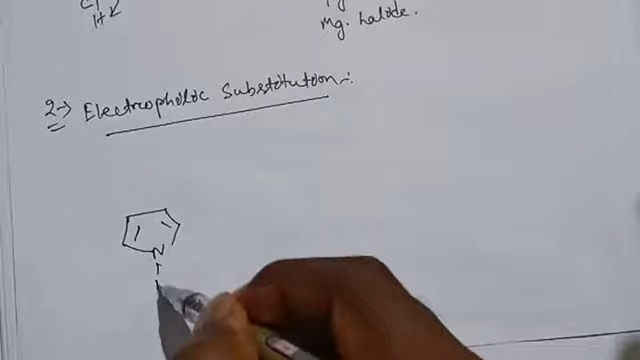 H
Mg. halide.
2→ Electrophilic Substitution :-
N